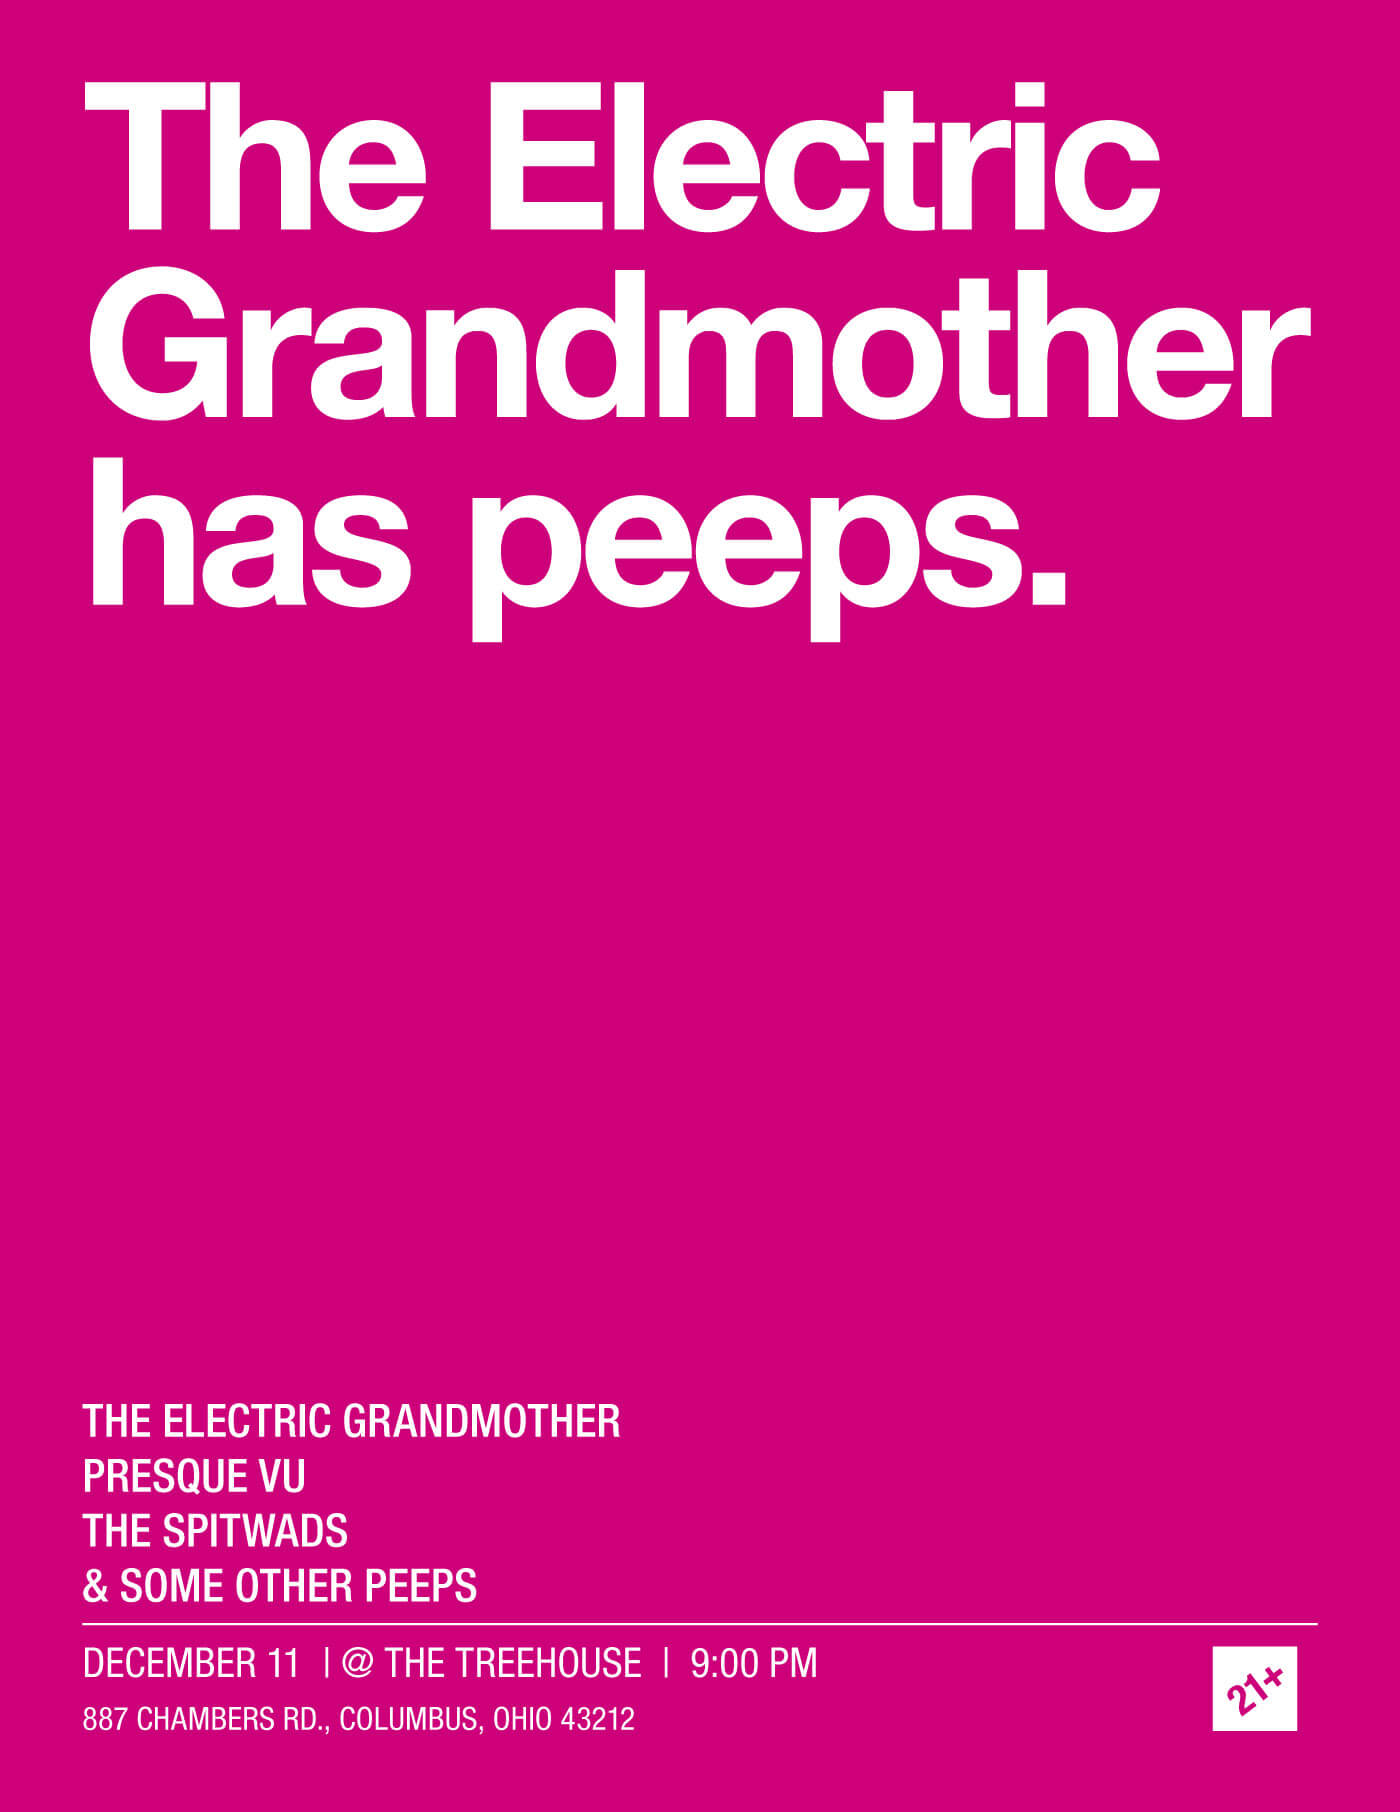 The Electric
Grandmother
has peeps.
THE ELECTRIC GRANDMOTHER
PRESQUE VU
THE SPITWADS
& SOME OTHER PEEPS
DECEMBER 11 | @ THE TREEHOUSE | 9:00 PM
887 CHAMBERS RD., COLUMBUS, OHIO 43212
21+